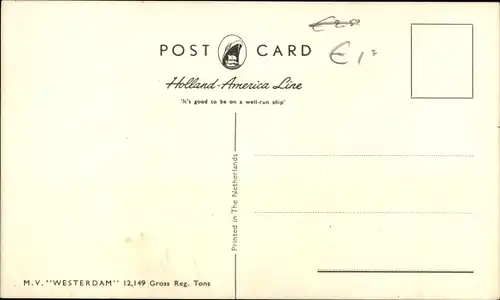 POST CARD
Holland-America Line
'It's good to be on a well-run ship'
Printed in The Netherlands
M.V. "WESTERDAM" 12,149 Gross Reg. Tons